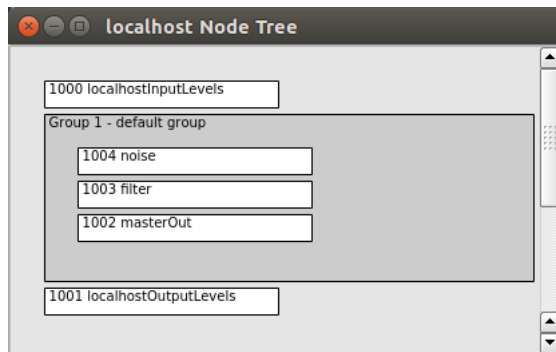 localhost Node Tree
1000 localhostInputLevels
Group 1 - default group
1004 noise
1003 filter
1002 masterOut
1001 localhostOutputLevels